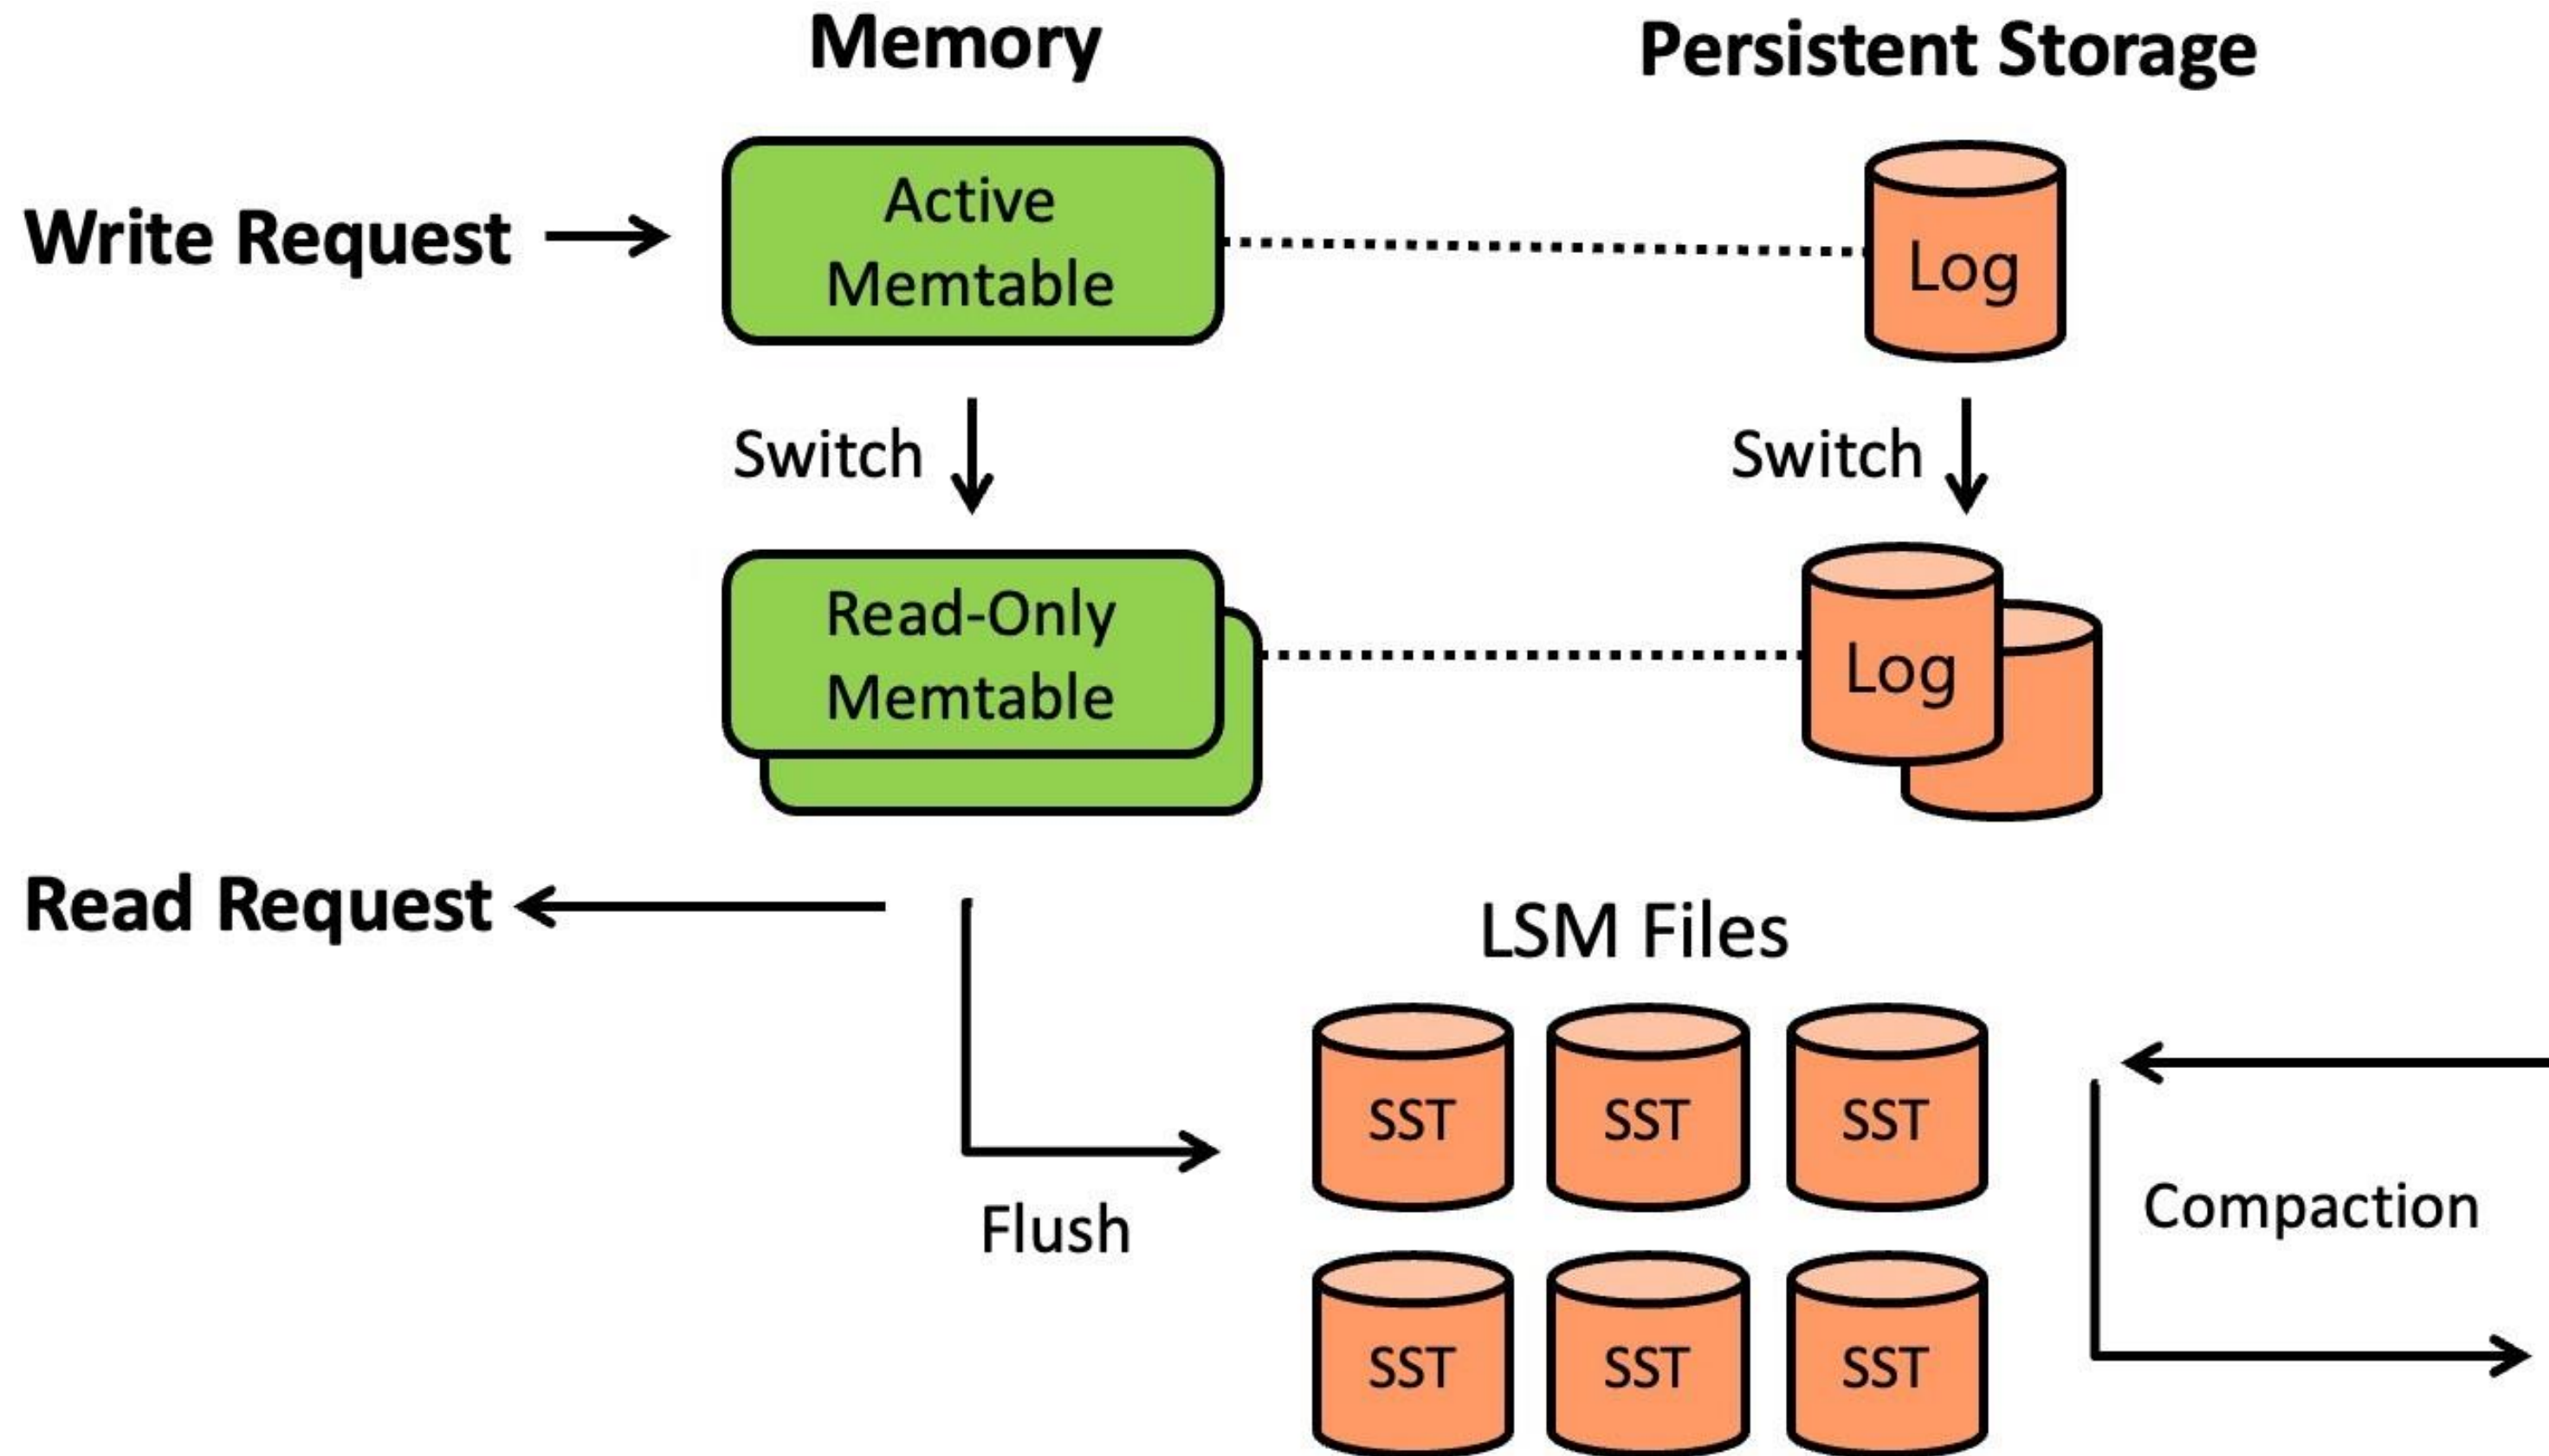 Memory
Persistent Storage
Write Request
Active
Memtable
Log
Switch
Switch
Read-Only
Memtable
Log
Read Request
LSM Files
SST
SST
SST
Compaction
Flush
SST
SST
SST